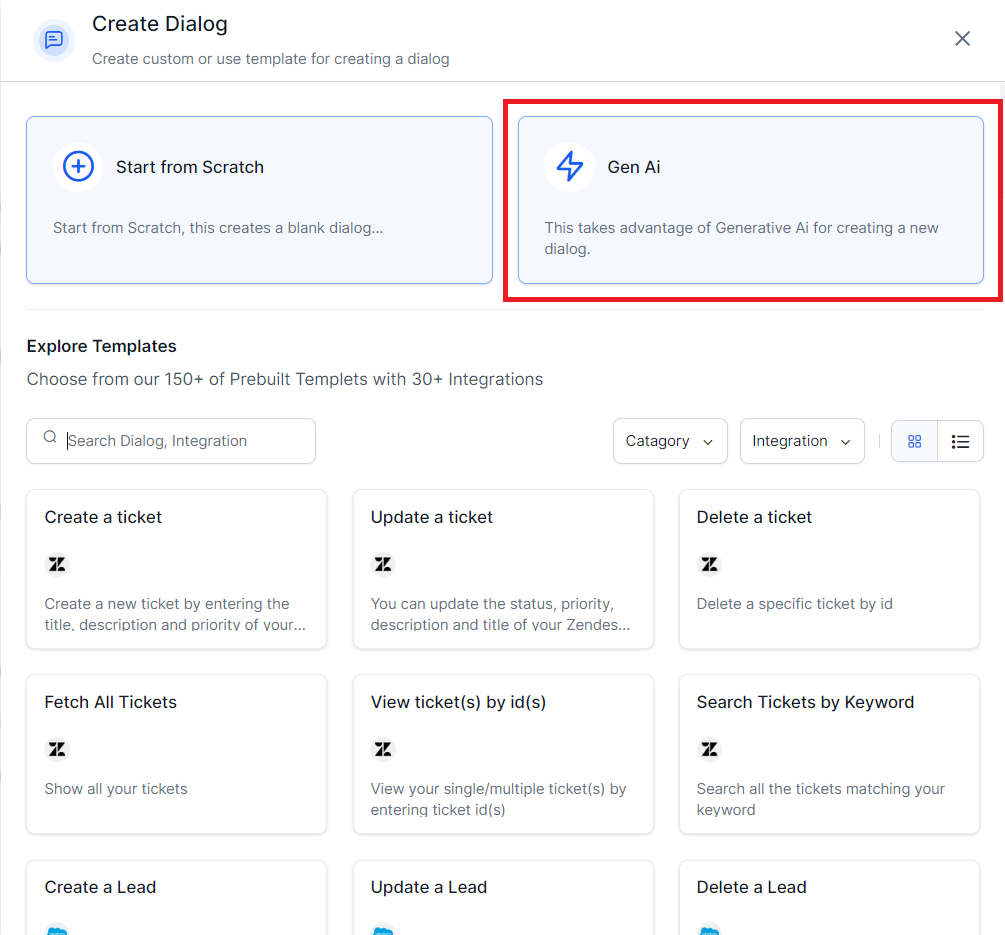 Create Dialog
Create custom or use template for creating a dialog
Start from Scratch
Start from Scratch, this creates a blank dialog...
Gen Ai
This takes advantage of Generative Ai for creating a new
dialog.
Explore Templates
Choose from our 150+ of Prebuilt Templets with 30+ Integrations
Search Dialog, Integration
Catagory
Integration
Create a ticket
Create a new ticket by entering the
title, description and priority of your...
Update a ticket
You can update the status, priority,
description and title of your Zendes...
Delete a ticket
Delete a specific ticket by id
Fetch All Tickets
Show all your tickets
View ticket(s) by id(s)
View your single/multiple ticket(s) by
entering ticket id(s)
Search Tickets by Keyword
Search all the tickets matching your
keyword
Create a Lead
Update a Lead
Delete a Lead